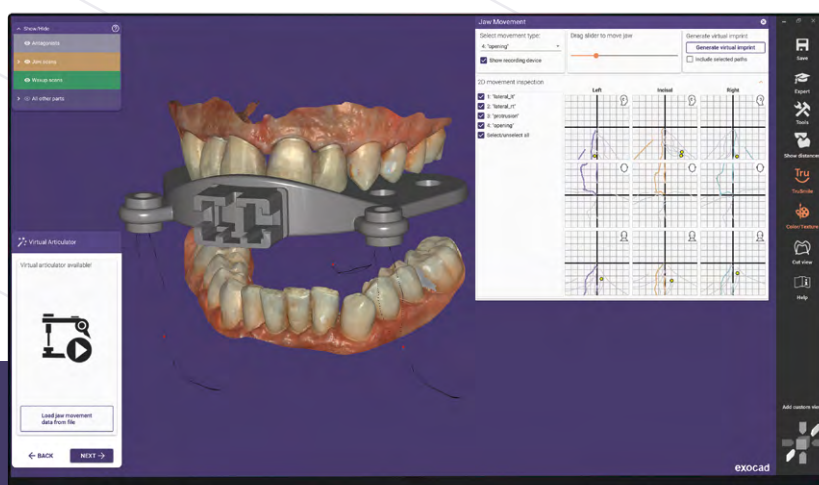 Show/Hide
Antagonists
Jaw scans
Waxup scans
All other parts
Virtual Articulator
Virtual articulator available!
Load jaw movement
data from file
BACK
NEXT
Jaw Movement
Select movement type:
4: "opening"
Show recording device
Drag slider to move jaw
Generate virtual imprint
Generate virtual imprint
Include selected paths
2D movement inspection
1: "lateral_lt"
2: "lateral_rt"
3: "protrusion"
4: "opening"
Select/unselect all
Left
Incisal
Right
Save
Expert
Tools
Show distances
Tru
TruSmile
Color/Texture
Cut view
Help
Add custom view
exocad